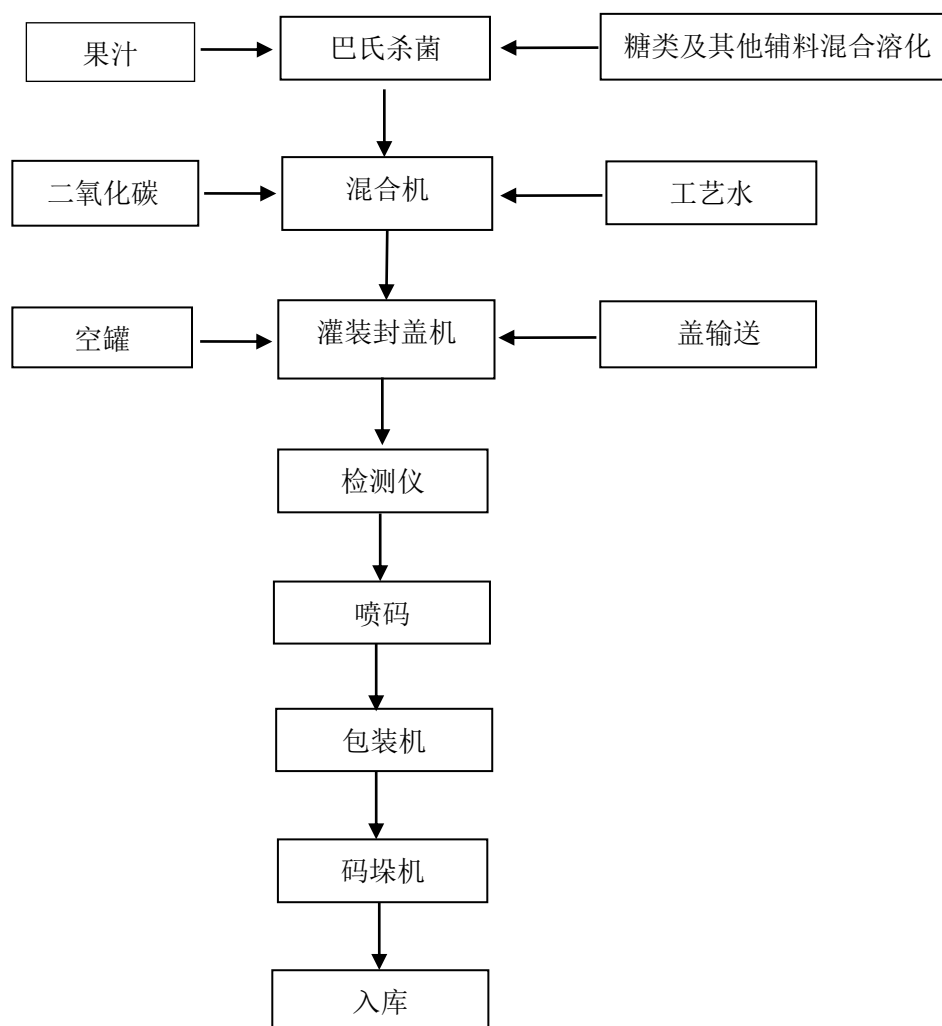 果汁
巴氏杀菌
糖类及其他辅料混合溶化
二氧化碳
混合机
工艺水
空罐
灌装封盖机
盖输送
检测仪
喷码
包装机
码垛机
入库